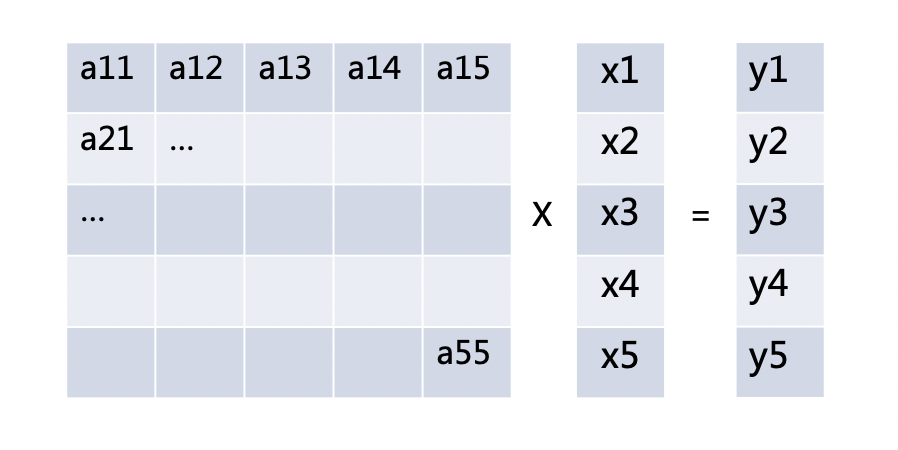 a11 a12 a13 a14 a15 x1 y1
a21 ... x2 y2
... X x3 = y3
x4 y4
a55 x5 y5